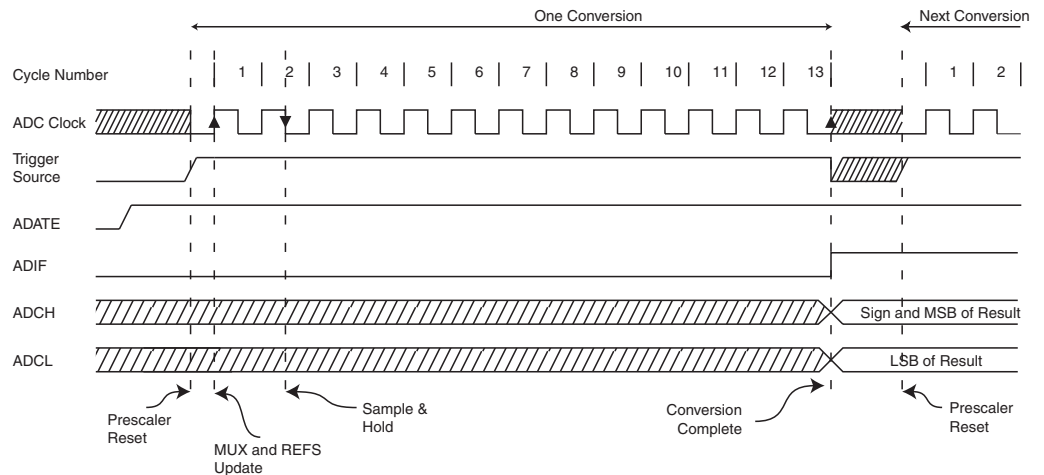 One Conversion
Next Conversion
Cycle Number
1 2 3 4 5 6 7 8 9 10 11 12 13 1 2
ADC Clock
Trigger
Source
ADATE
ADIF
ADCH
Sign and MSB of Result
ADCL
LSB of Result
Prescaler
Reset
MUX and REFS
Update
Sample &
Hold
Conversion
Complete
Prescaler
Reset